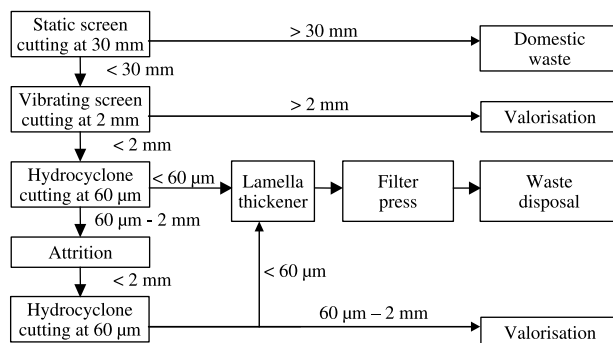 Static screen
cutting at 30 mm
> 30 mm
Domestic
waste
< 30 mm
Vibrating screen
cutting at 2 mm
> 2 mm
Valorisation
< 2 mm
Hydrocyclone
cutting at 60 µm
< 60 µm
Lamella
thickener
Filter
press
Waste
disposal
60 µm - 2 mm
Attrition
< 2 mm
< 60 µm
Hydrocyclone
cutting at 60 µm
60 µm – 2 mm
Valorisation